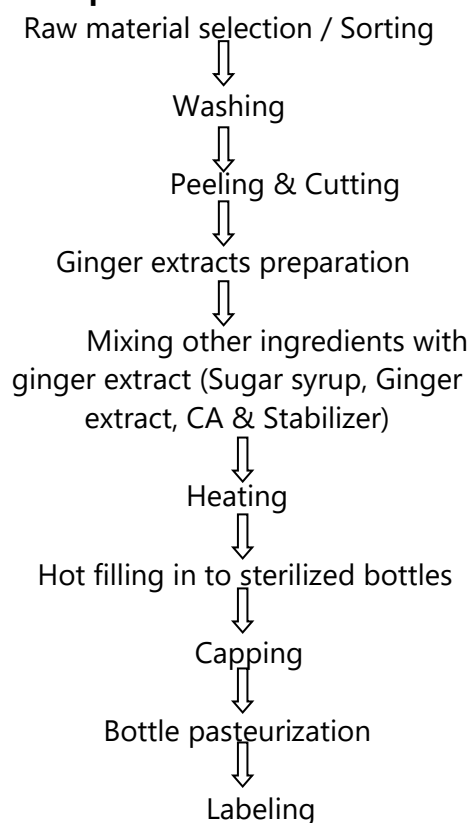 Raw material selection / Sorting
Washing
Peeling & Cutting
Ginger extracts preparation
Mixing other ingredients with
ginger extract (Sugar syrup, Ginger
extract, CA & Stabilizer)
Heating
Hot filling in to sterilized bottles
Capping
Bottle pasteurization
Labeling